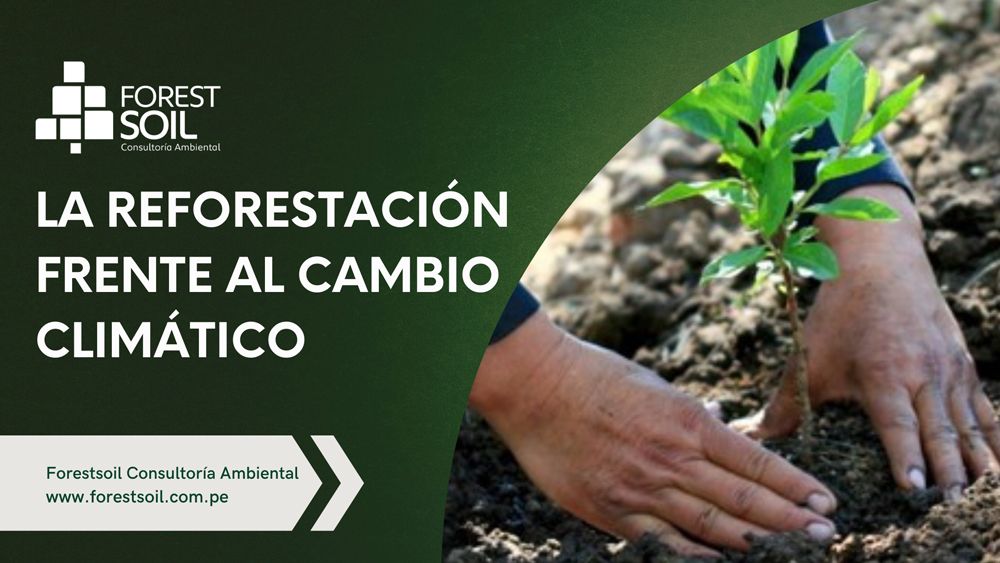 FOREST
SOIL
Consultoría Ambiental
LA REFORESTACIÓN
FRENTE AL CAMBIO
CLIMÁTICO
Forestsoil Consultoría Ambiental
www.forestsoil.com.pe